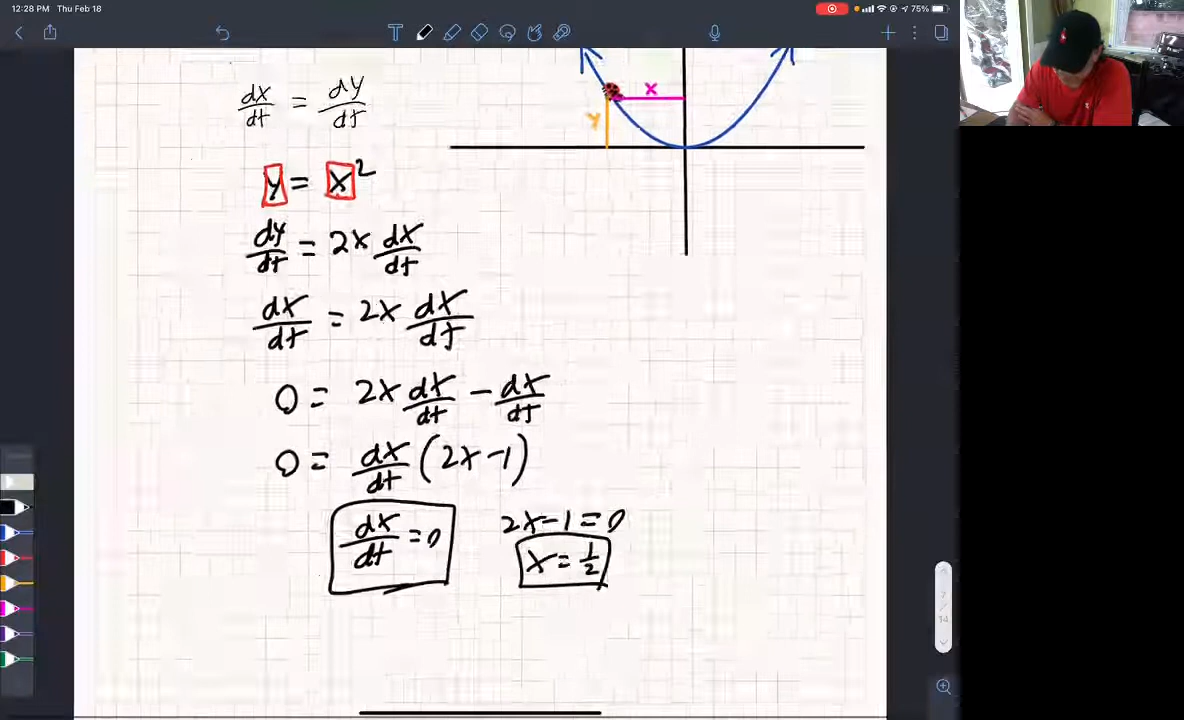 12:28 PM Thu Feb 18
75%
dx/dt = dy/dt
x
y
y = x²
dy/dt = 2x dx/dt
dx/dt = 2x dx/dt
0 = 2x dx/dt - dx/dt
0 = dx/dt (2x-1)
dx/dt = 0
2x-1=0
x = 1/2